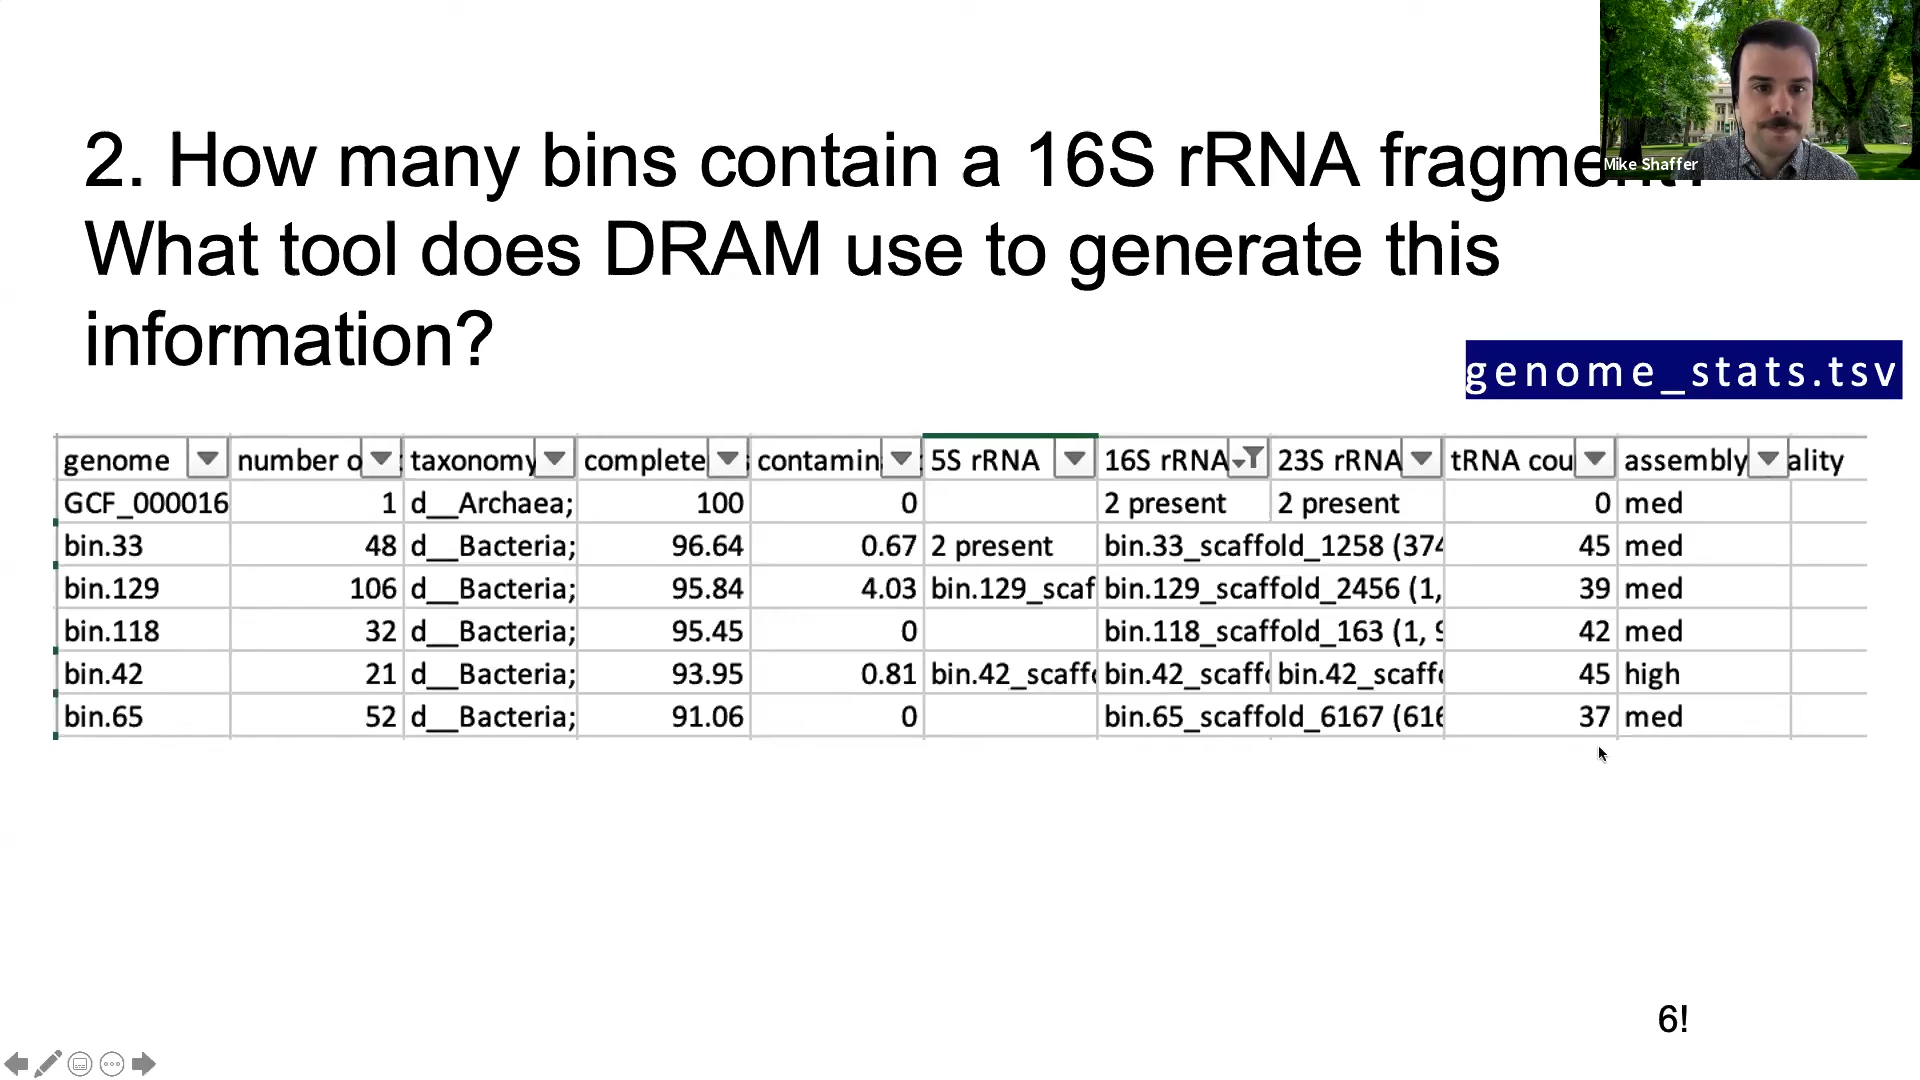 2. How many bins contain a 16S rRNA
What tool does DRAM use to generate this
information?
Mike Shaffer
genome_stats.tsv
genome number o taxonomy complete contamin 5S rRNA 16S rRNA 23S rRNA tRNA cou assembly ality
GCF_000016 1 d__Archaea; 100 0 2 present 2 present 0 med
bin.33 48 d__Bacteria; 96.64 0.67 2 present bin.33_scaffold_1258 (374 45 med
bin.129 106 d__Bacteria; 95.84 4.03 bin.129_scaf bin.129_scaffold_2456 (1, 39 med
bin.118 32 d__Bacteria; 95.45 0 bin.118_scaffold_163 (1, 9 42 med
bin.42 21 d__Bacteria; 93.95 0.81 bin.42_scaff bin.42_scaff bin.42_scaff 45 high
bin.65 52 d__Bacteria; 91.06 0 bin.65_scaffold_6167 (616 37 med
6!